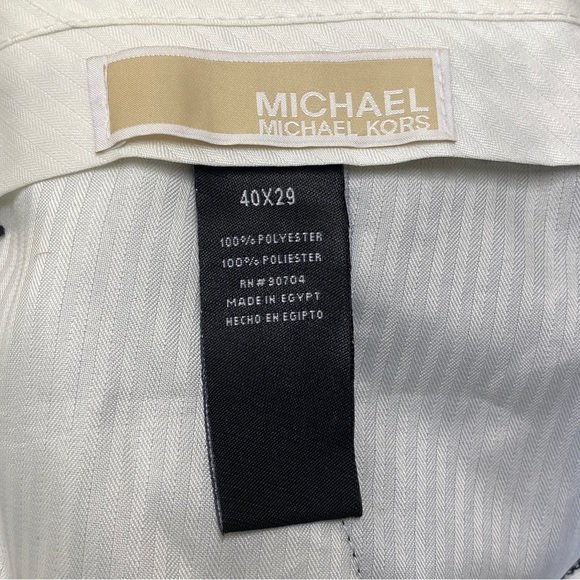 MICHAEL
MICHAEL KORS
40X29
100% POLYESTER
100% POLIESTER
RN# 90704
MADE IN EGYPT
HECHO EN EGIPTO